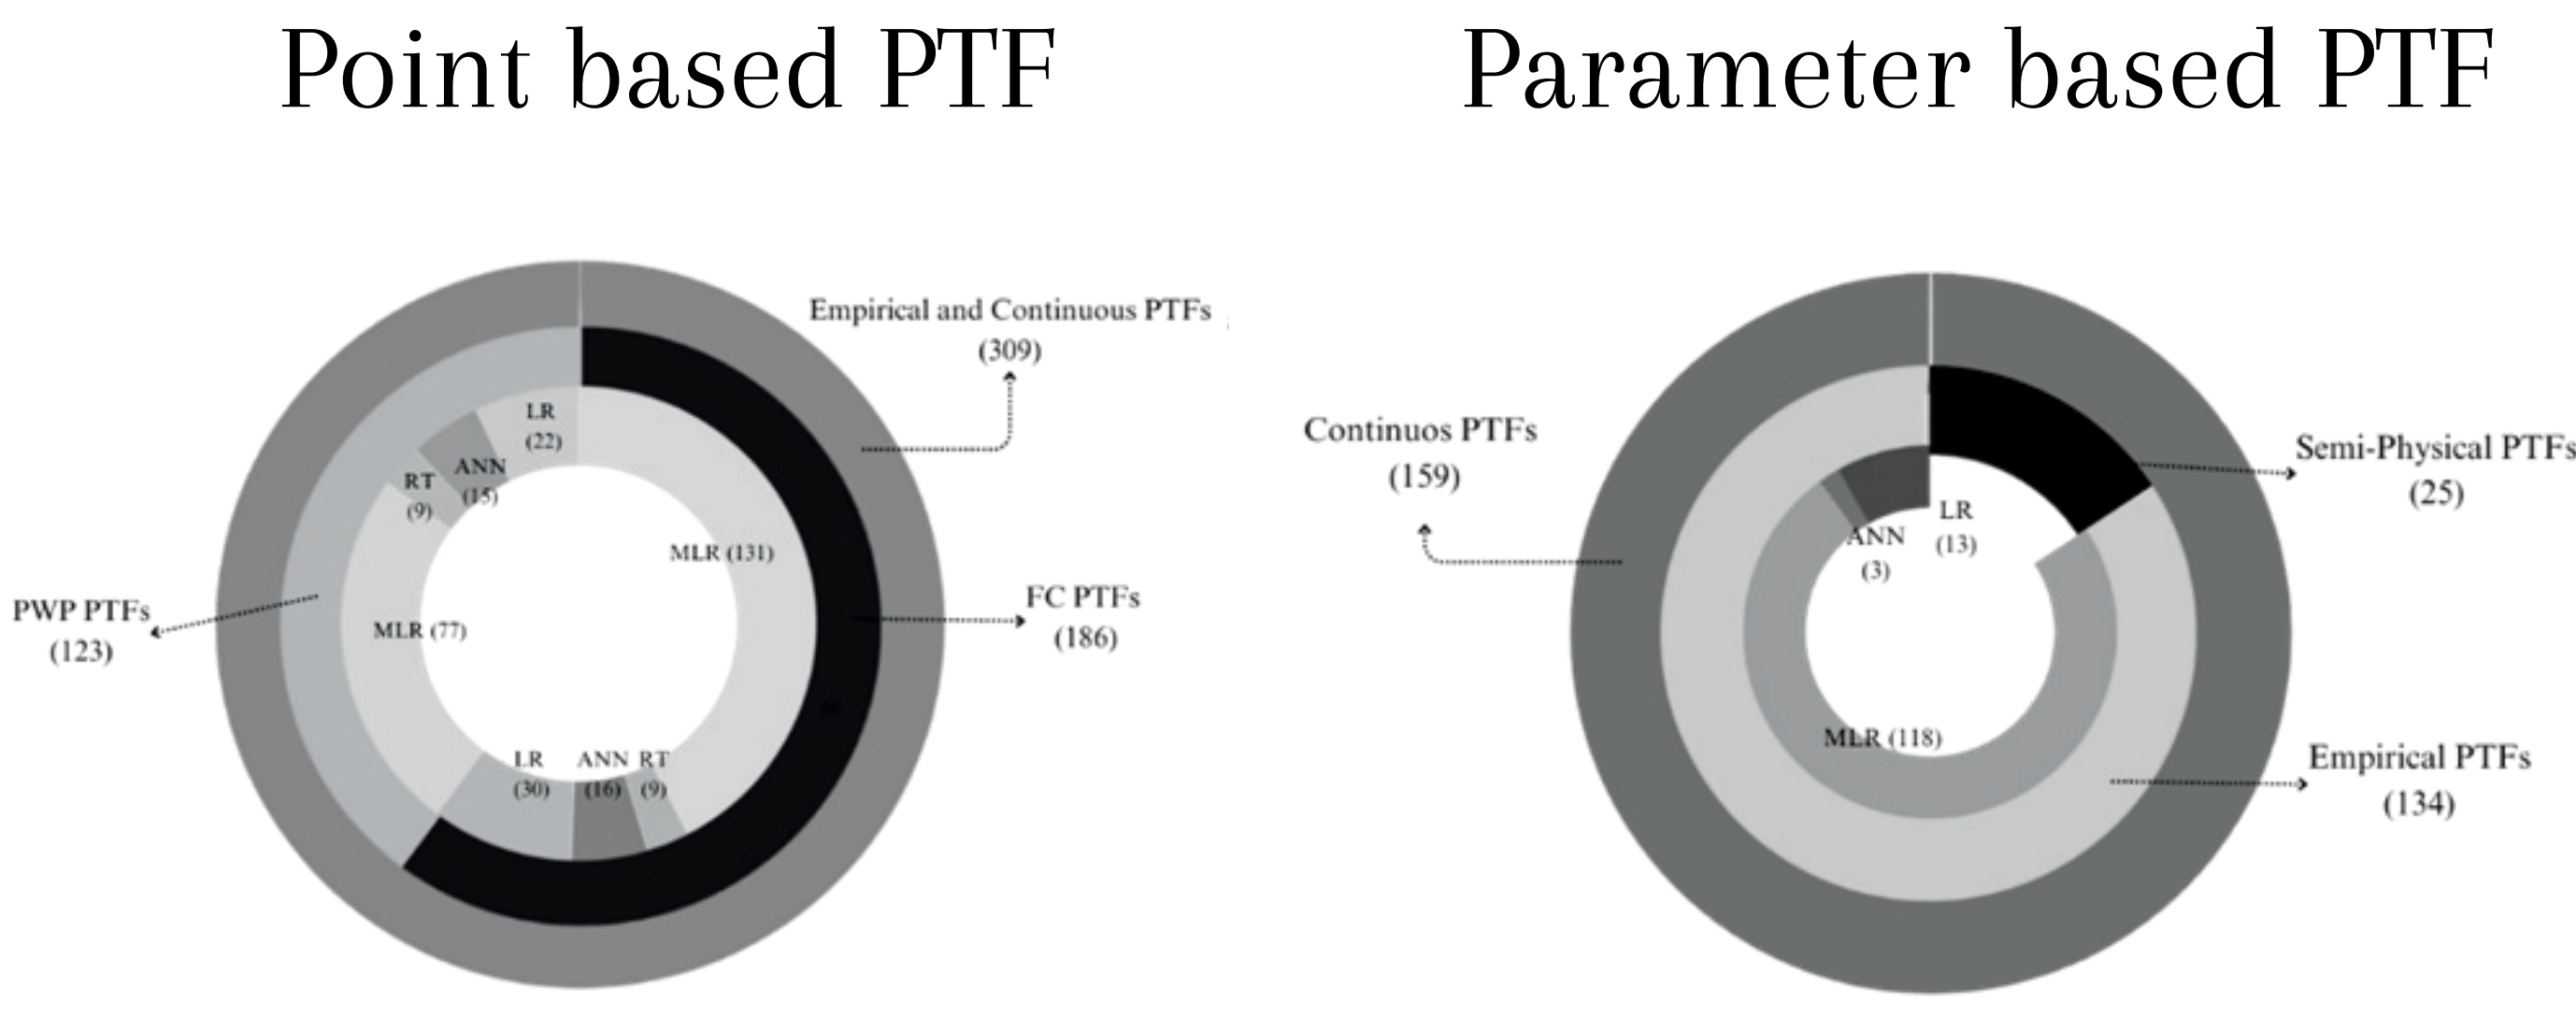 Point based PTF
Parameter based PTF
Empirical and Continuous PTFs
(309)
LR
(22)
ANN
(15)
RT
(9)
MLR (131)
FC PTFs
(186)
PWP PTFs
(123)
MLR (77)
LR
(30)
ANN
(16)
RT
(9)
Continuos PTFs
(159)
Semi-Physical PTFs
(25)
LR
(13)
ANN
(3)
MLR (118)
Empirical PTFs
(134)